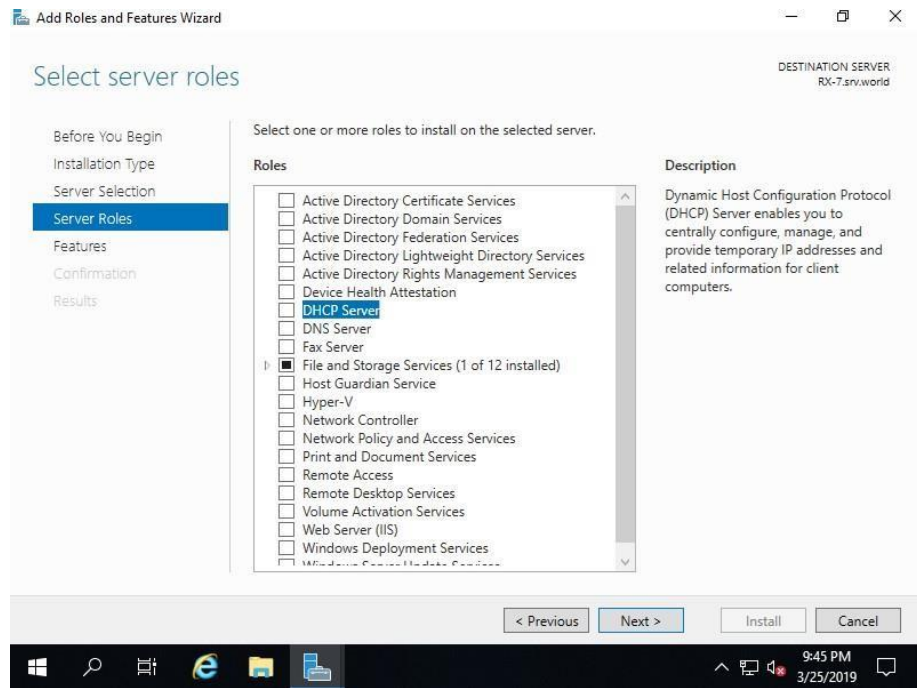 Add Roles and Features Wizard
Select server roles
DESTINATION SERVER
RX-7.srv.world
Before You Begin
Installation Type
Server Selection
Server Roles
Features
Confirmation
Results
Select one or more roles to install on the selected server.
Roles
Active Directory Certificate Services
Active Directory Domain Services
Active Directory Federation Services
Active Directory Lightweight Directory Services
Active Directory Rights Management Services
Device Health Attestation
DHCP Server
DNS Server
Fax Server
File and Storage Services (1 of 12 installed)
Host Guardian Service
Hyper-V
Network Controller
Network Policy and Access Services
Print and Document Services
Remote Access
Remote Desktop Services
Volume Activation Services
Web Server (IIS)
Windows Deployment Services
Windows Server Update Services
Description
Dynamic Host Configuration Protocol
(DHCP) Server enables you to
centrally configure, manage, and
provide temporary IP addresses and
related information for client
computers.
< Previous
Next >
Install
Cancel
9:45 PM
3/25/2019